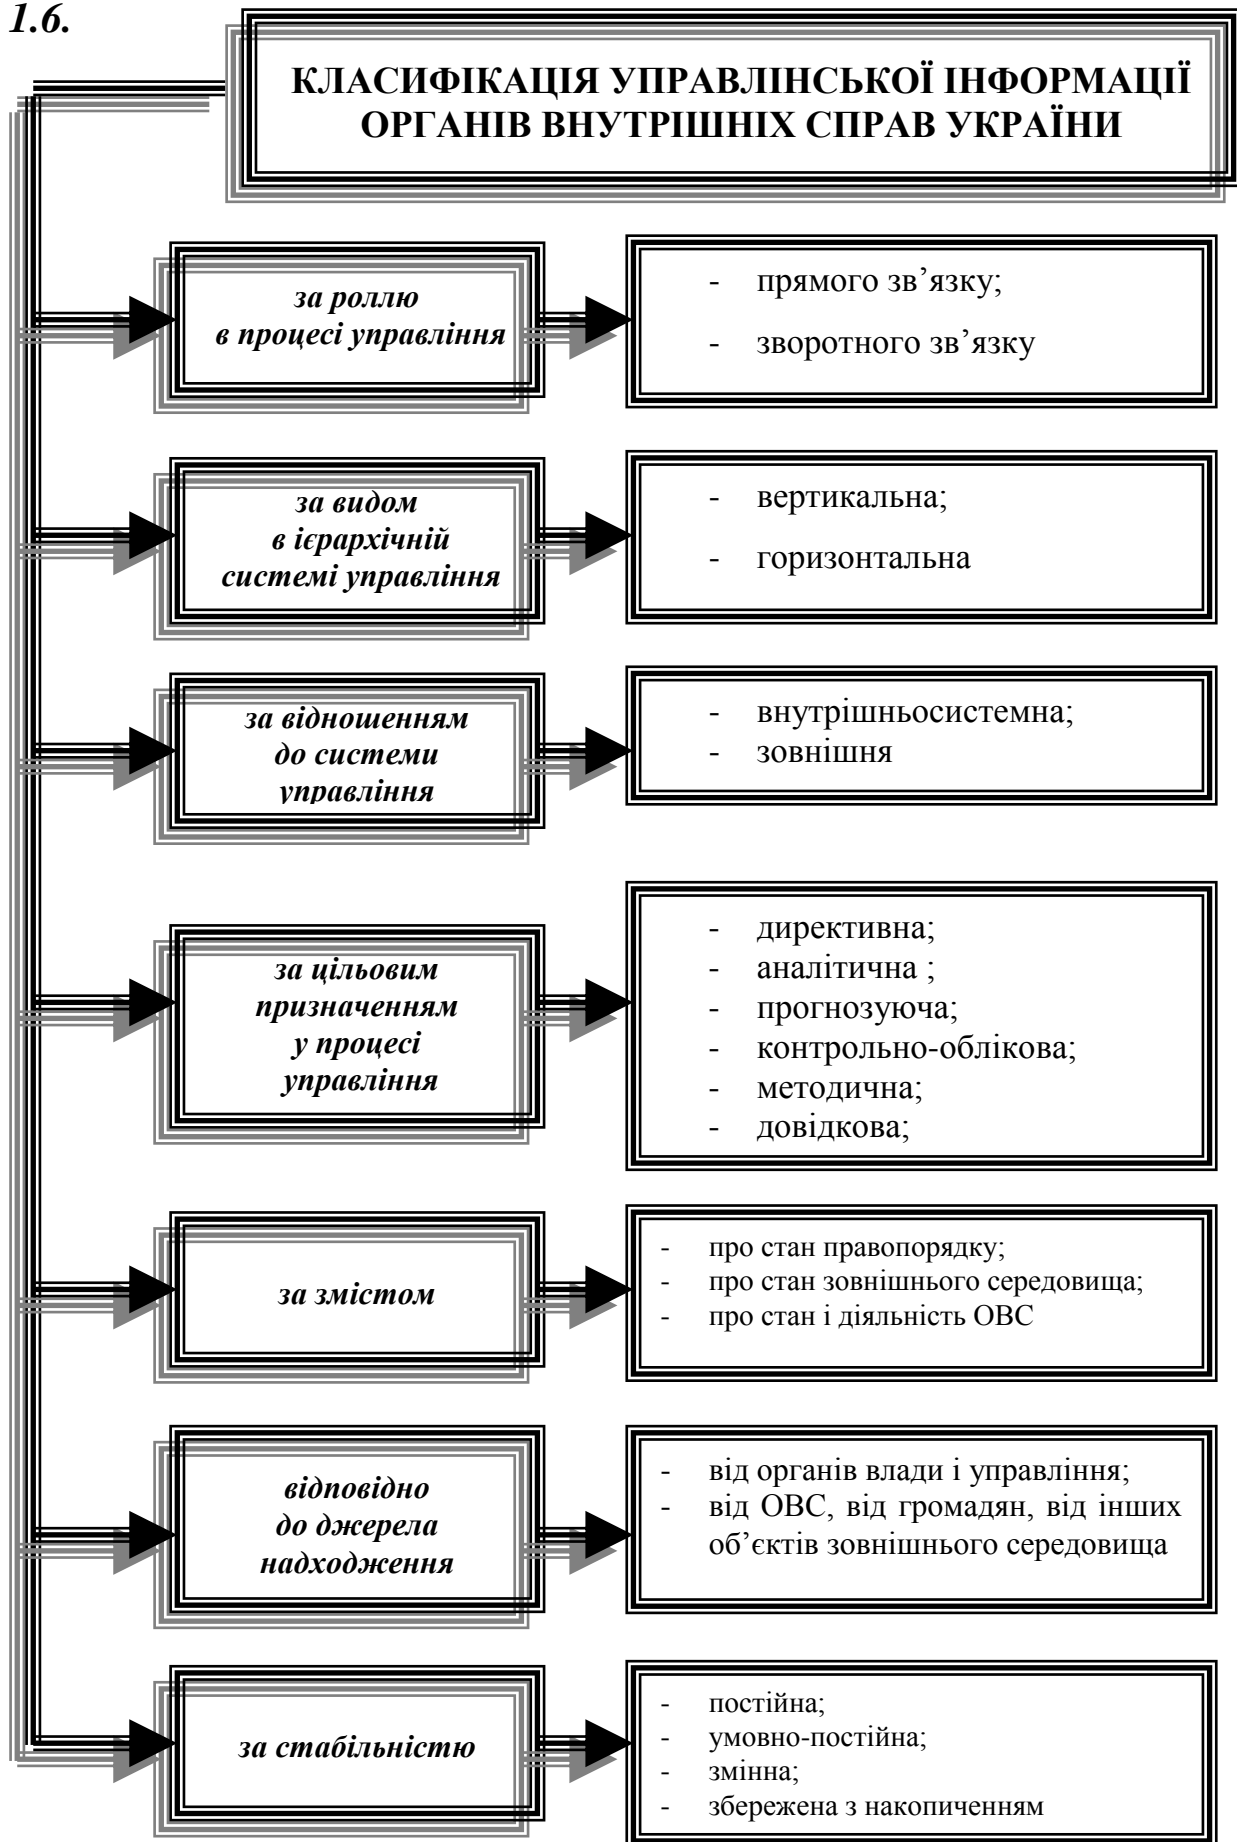 1.6.
КЛАСИФІКАЦІЯ УПРАВЛІНСЬКОЇ ІНФОРМАЦІЇ
ОРГАНІВ ВНУТРІШНІХ СПРАВ УКРАЇНИ
за роллю
в процесі управління
- прямого зв’язку;
- зворотного зв’язку
за видом
в ієрархічній
системі управління
- вертикальна;
- горизонтальна
за відношенням
до системи
управління
- внутрішньосистемна;
- зовнішня
за цільовим
призначенням
у процесі
управління
- директивна;
- аналітична ;
- прогнозуюча;
- контрольно-облікова;
- методична;
- довідкова;
за змістом
- про стан правопорядку;
- про стан зовнішнього середовища;
- про стан і діяльність ОВС
відповідно
до джерела
надходження
- від органів влади і управління;
- від ОВС, від громадян, від інших
об’єктів зовнішнього середовища
за стабільністю
- постійна;
- умовно-постійна;
- змінна;
- збережена з накопиченням